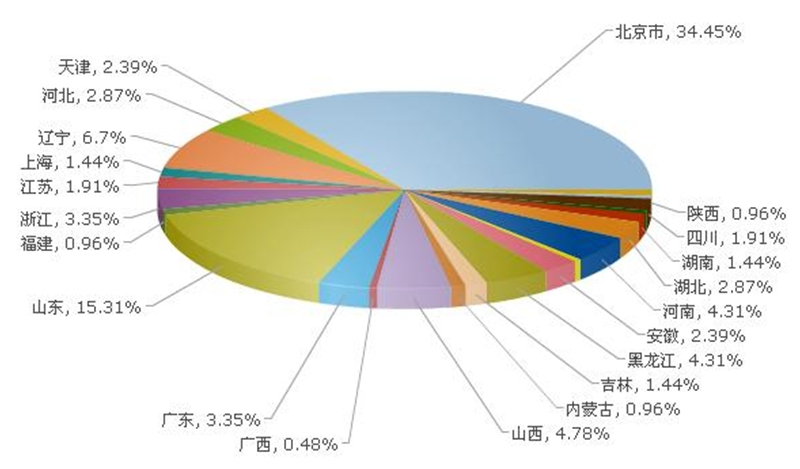 北京市, 34.45%
天津, 2.39%
河北, 2.87%
辽宁, 6.7%
上海, 1.44%
江苏, 1.91%
浙江, 3.35%
福建, 0.96%
山东, 15.31%
广东, 3.35%
广西, 0.48%
山西, 4.78%
内蒙古, 0.96%
吉林, 1.44%
黑龙江, 4.31%
安徽, 2.39%
河南, 4.31%
湖北, 2.87%
湖南, 1.44%
四川, 1.91%
陕西, 0.96%